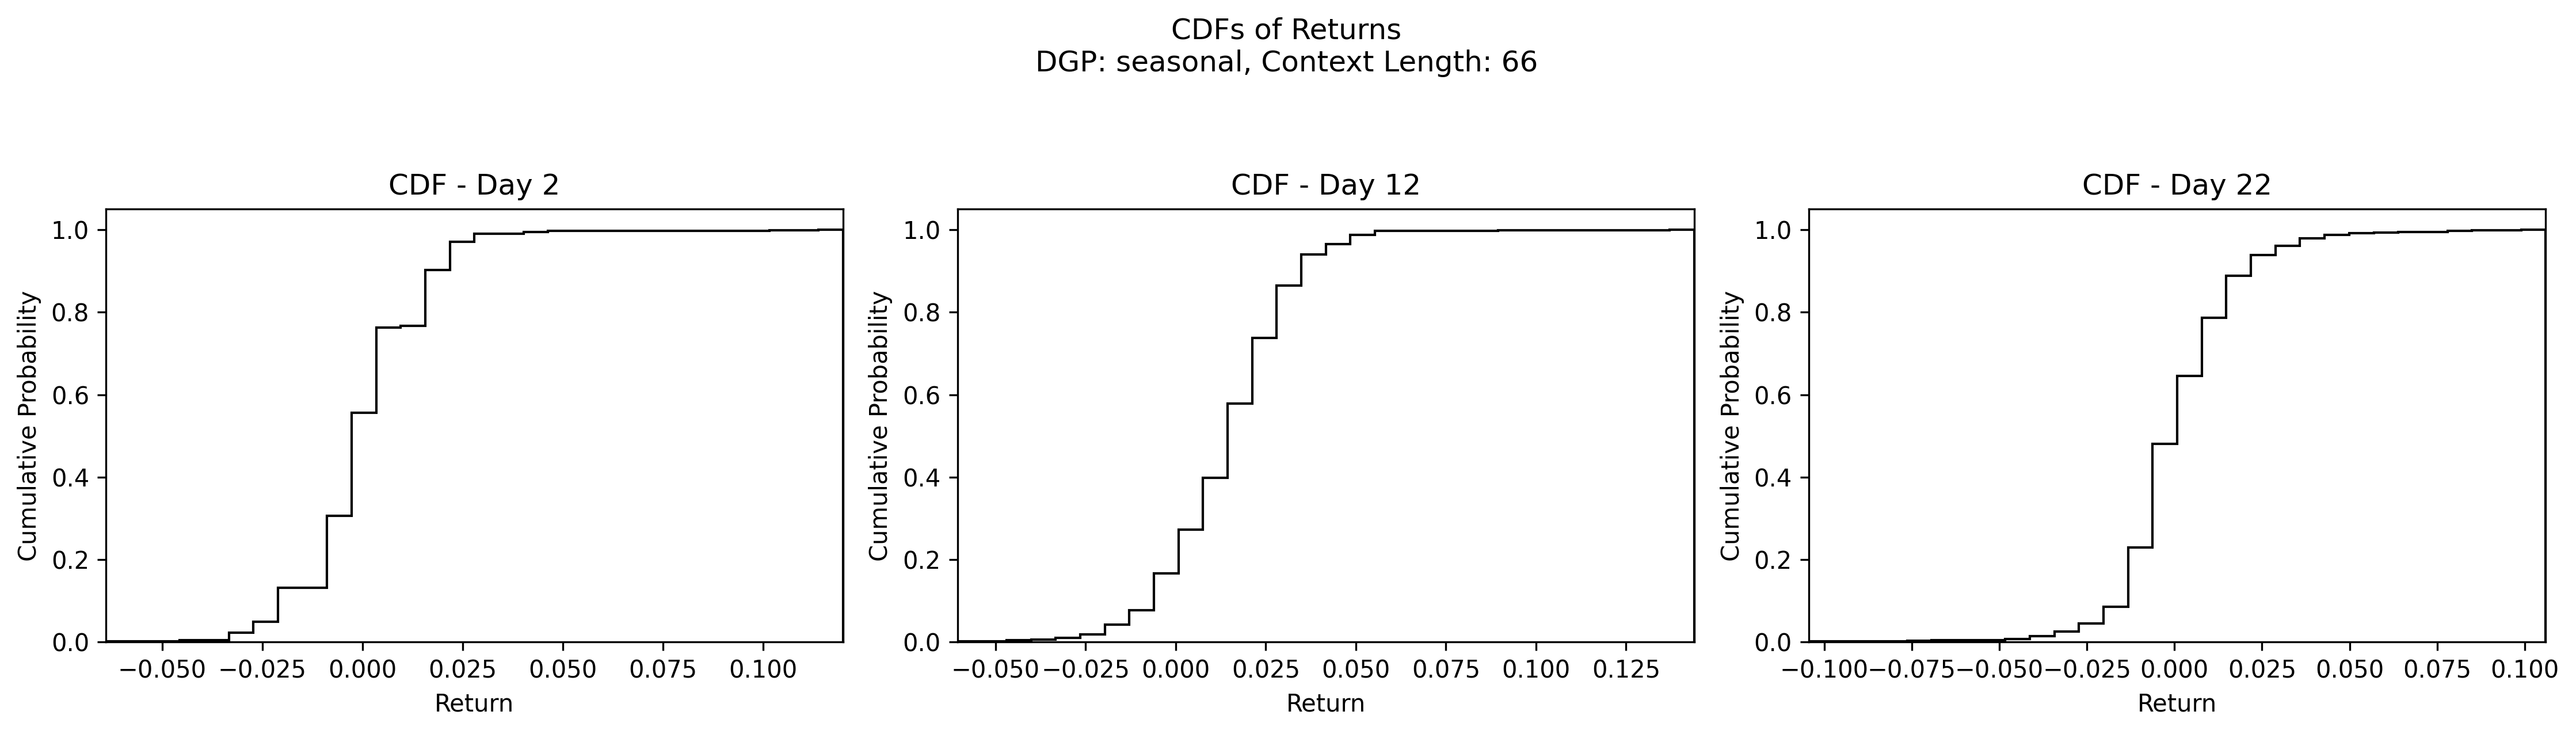 CDFs of Returns
DGP: seasonal, Context Length: 66
CDF - Day 2
1.0
0.8
0.6
0.4
0.2
0.0
Cumulative Probability
−0.050 −0.025 0.000 0.025 0.050 0.075 0.100
Return
CDF - Day 12
1.0
0.8
0.6
0.4
0.2
0.0
Cumulative Probability
−0.050 −0.025 0.000 0.025 0.050 0.075 0.100 0.125
Return
CDF - Day 22
1.0
0.8
0.6
0.4
0.2
0.0
Cumulative Probability
−0.100 −0.075 −0.050 −0.025 0.000 0.025 0.050 0.075 0.100
Return